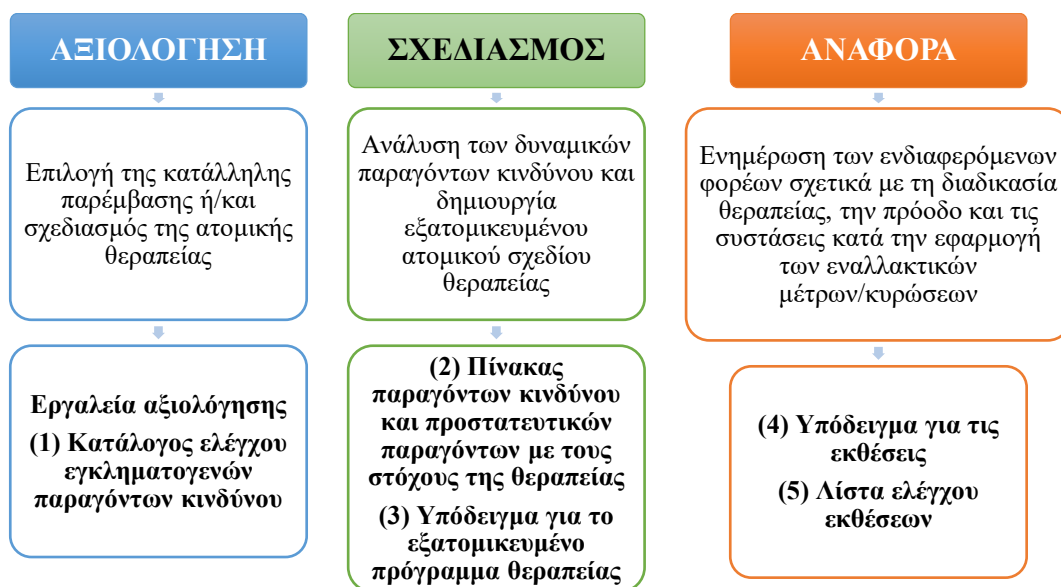 ΑΞΙΟΛΟΓΗΣΗ
Επιλογή της κατάλληλης
παρέμβασης ή/και
σχεδιασμός της ατομικής
θεραπείας
Εργαλεία αξιολόγησης
(1) Κατάλογος ελέγχου
εγκληματογενών
παραγόντων κινδύνου
ΣΧΕΔΙΑΣΜΟΣ
Ανάλυση των δυναμικών
παραγόντων κινδύνου και
δημιουργία
εξατομικευμένου
ατομικού σχεδίου
θεραπείας
(2) Πίνακας
παραγόντων κινδύνου
και προστατευτικών
παραγόντων με τους
στόχους της θεραπείας
(3) Υπόδειγμα για το
εξατομικευμένο
πρόγραμμα θεραπείας
ΑΝΑΦΟΡΑ
Ενημέρωση των ενδιαφερόμενων
φορέων σχετικά με τη διαδικασία
θεραπείας, την πρόοδο και τις
συστάσεις κατά την εφαρμογή
των εναλλακτικών
μέτρων/κυρώσεων
(4) Υπόδειγμα για τις
εκθέσεις
(5) Λίστα ελέγχου
εκθέσεων